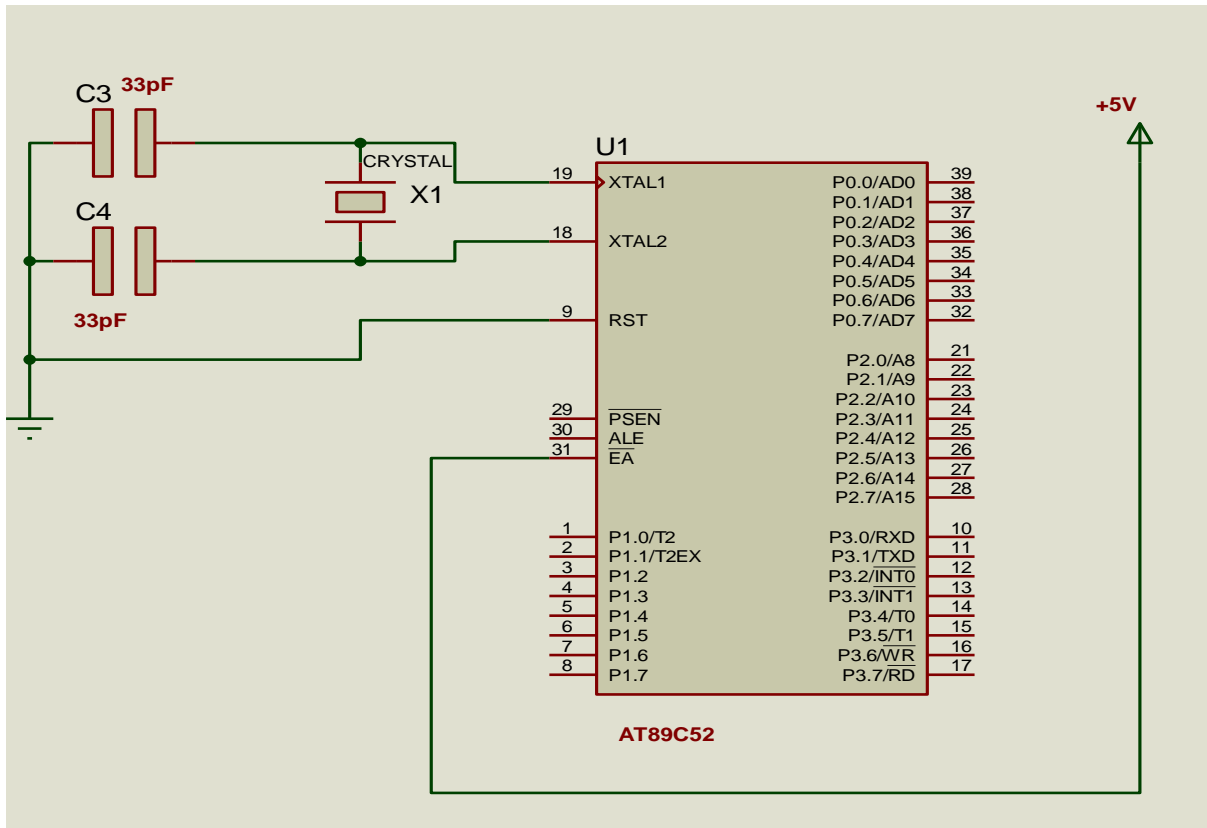 C3 33pF
CRYSTAL
X1
C4
33pF
+5V
U1
19 XTAL1
18 XTAL2
9 RST
29 PSEN
30 ALE
31 EA
1 P1.0/T2
2 P1.1/T2EX
3 P1.2
4 P1.3
5 P1.4
6 P1.5
7 P1.6
8 P1.7
P0.0/AD0 39
P0.1/AD1 38
P0.2/AD2 37
P0.3/AD3 36
P0.4/AD4 35
P0.5/AD5 34
P0.6/AD6 33
P0.7/AD7 32
P2.0/A8 21
P2.1/A9 22
P2.2/A10 23
P2.3/A11 24
P2.4/A12 25
P2.5/A13 26
P2.6/A14 27
P2.7/A15 28
P3.0/RXD 10
P3.1/TXD 11
P3.2/INT0 12
P3.3/INT1 13
P3.4/T0 14
P3.5/T1 15
P3.6/WR 16
P3.7/RD 17
AT89C52